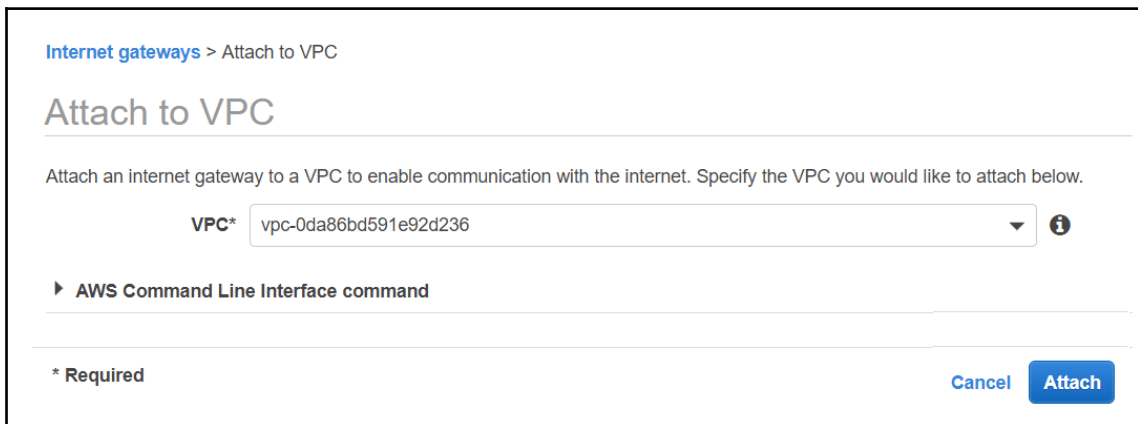 Internet gateways > Attach to VPC
Attach to VPC
Attach an internet gateway to a VPC to enable communication with the internet. Specify the VPC you would like to attach below.
VPC* vpc-0da86bd591e92d236
AWS Command Line Interface command
* Required Cancel Attach